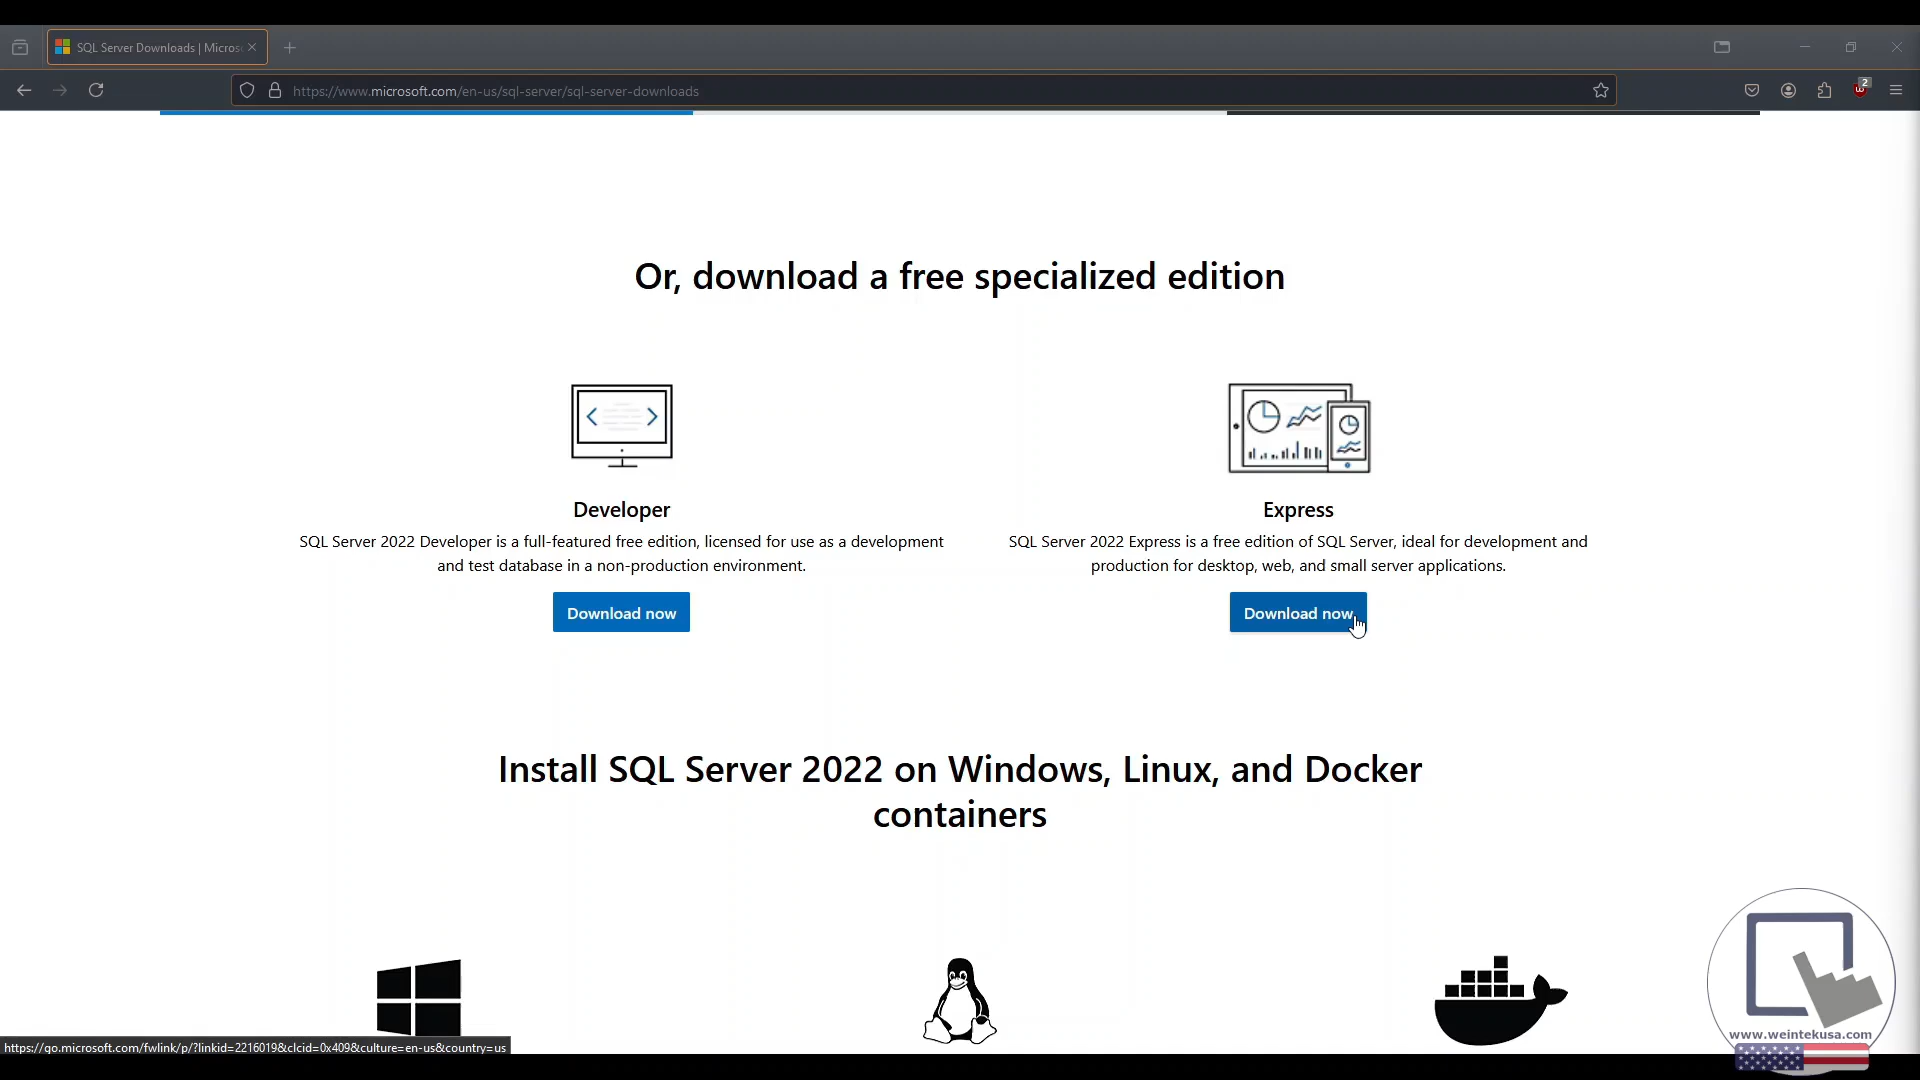 SQL Server Downloads | Micros
https://www.microsoft.com/en-us/sql-server/sql-server-downloads
2
Or, download a free specialized edition
Developer
SQL Server 2022 Developer is a full-featured free edition, licensed for use as a development
and test database in a non-production environment.
Download now
Express
SQL Server 2022 Express is a free edition of SQL Server, ideal for development and
production for desktop, web, and small server applications.
Download now
Install SQL Server 2022 on Windows, Linux, and Docker
containers
https://go.microsoft.com/fwlink/p/?linkid=2216019&clcid=0x409&culture=en-us&country=us
www.weintekusa.com